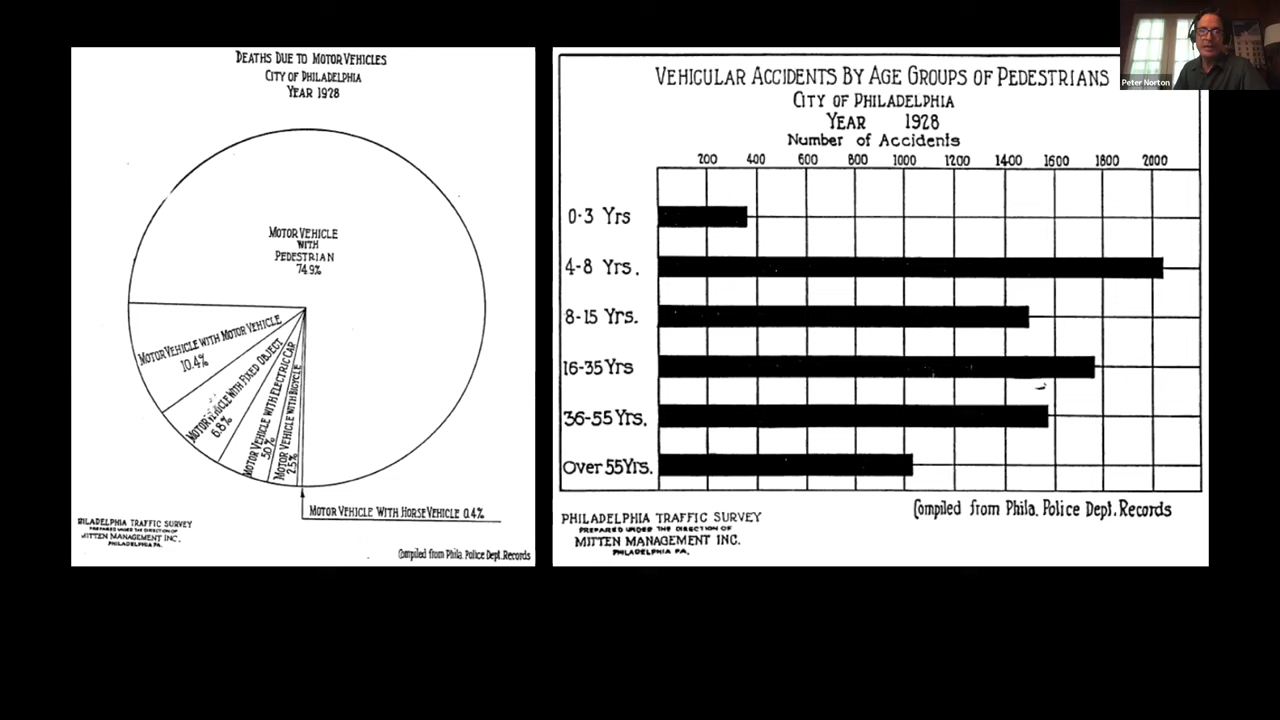 DEATHS DUE TO MOTOR VEHICLES
CITY OF PHILADELPHIA
YEAR 1928
MOTOR VEHICLE
WITH
PEDESTRIAN
74.9%
MOTOR VEHICLE WITH MOTOR VEHICLE
10.4%
MOTOR VEHICLE WITH FIXED OBJECT
6.8%
MOTOR VEHICLE WITH ELECTRIC CAR
5.0%
MOTOR VEHICLE WITH BICYCLE
2.5%
MOTOR VEHICLE WITH HORSE VEHICLE 0.4%
HILADELPHIA TRAFFIC SURVEY
PREPARED UNDER THE DIRECTION OF
MITTEN MANAGEMENT INC.
PHILADELPHIA PA.
Compiled from Phila. Police Dept. Records
VEHICULAR ACCIDENTS BY AGE GROUPS OF PEDESTRIANS
CITY OF PHILADELPHIA
YEAR 1928
Number of Accidents
200 400 600 800 1000 1200 1400 1600 1800 2000
0-3 Yrs
4-8 Yrs.
8-15 Yrs.
16-35 Yrs
36-55 Yrs.
Over 55 Yrs.
Compiled from Phila. Police Dept. Records
PHILADELPHIA TRAFFIC SURVEY
PREPARED UNDER THE DIRECTION OF
MITTEN MANAGEMENT INC.
PHILADELPHIA PA.
Peter Norton